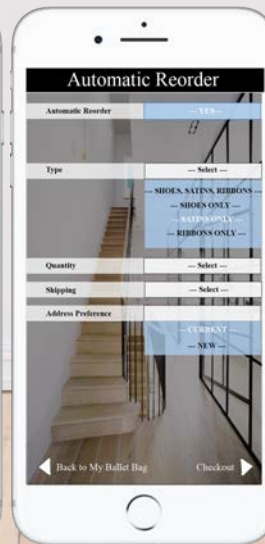 Automatic Reorder
Automatic Reorder --- YES---
Type --- Select ---
--- SHOES, SATINS, RIBBONS ---
--- SHOES ONLY ---
--- SATINS ONLY ---
--- RIBBONS ONLY ---
Quantity --- Select ---
Shipping --- Select ---
Address Preference
--- CURRENT ---
--- NEW ---
Back to My Ballet Bag Checkout